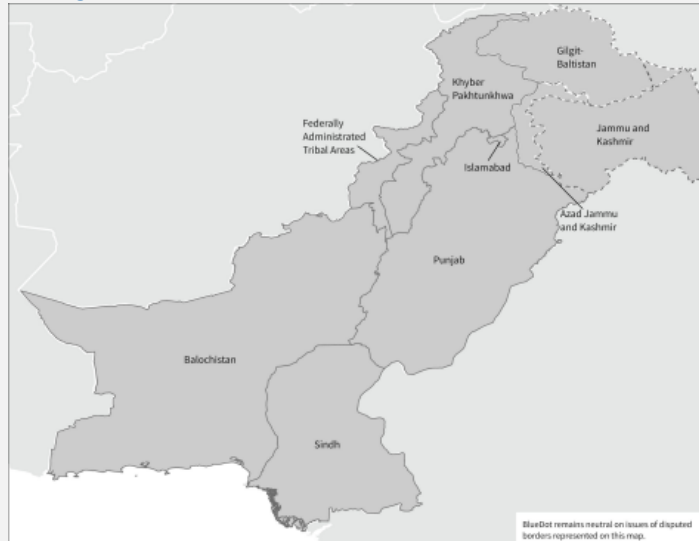 Gilgit-
Baltistan
Khyber
Pakhtunkhwa
Federally
Administrated
Tribal Areas
Jammu and
Kashmir
Islamabad
Azad Jammu
and Kashmir
Punjab
Balochistan
Sindh
BlueDot remains neutral on issues of disputed
borders represented on this map.